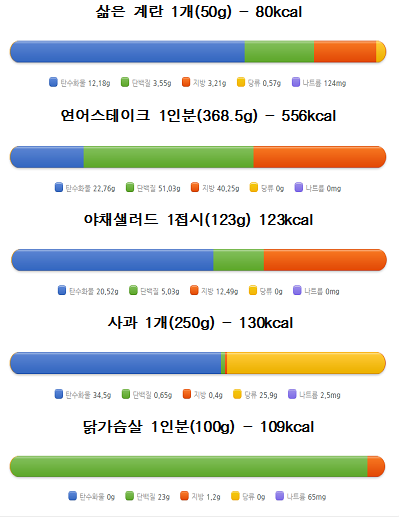 삶은 계란 1개(50g) - 80kcal
탄수화물 12,18g 단백질 3,55g 지방 3,21g 당류 0,57g 나트륨 124mg
연어스테이크 1인분(368.5g) - 556kcal
탄수화물 22,76g 단백질 51,03g 지방 40,25g 당류 0g 나트륨 0mg
야채샐러드 1접시(123g) 123kcal
탄수화물 20,52g 단백질 5,03g 지방 12,49g 당류 0g 나트륨 0mg
사과 1개(250g) - 130kcal
탄수화물 34,5g 단백질 0,65g 지방 0,4g 당류 25,9g 나트륨 2,5mg
닭가슴살 1인분(100g) - 109kcal
탄수화물 0g 단백질 23g 지방 1,2g 당류 0g 나트륨 65mg